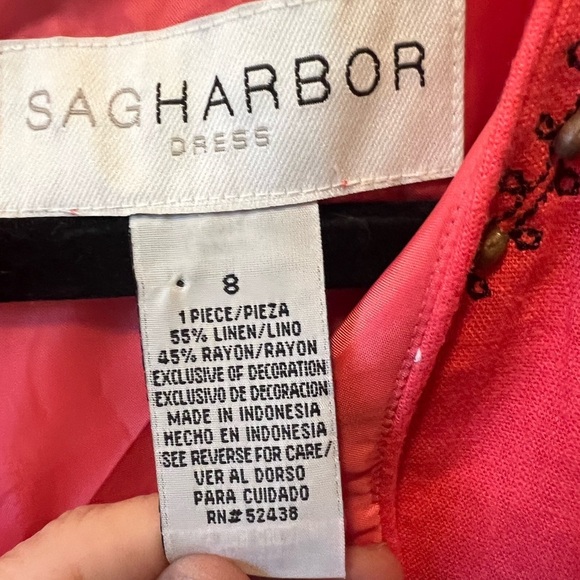 SAGHARBOR
DRESS
8
1 PIECE/PIEZA
55% LINEN/LINO
45% RAYON/RAYON
EXCLUSIVE OF DECORATION
EXCLUSIVO DE DECORACION
MADE IN INDONESIA
HECHO EN INDONESIA
SEE REVERSE FOR CARE/
VER AL DORSO
PARA CUIDADO
RN#52438